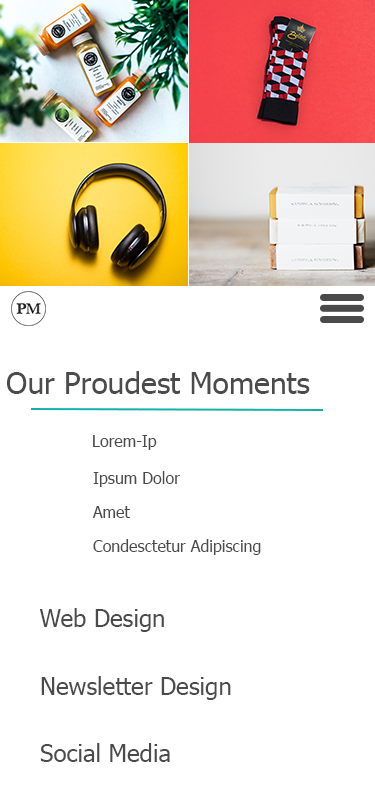 PM
Our Proudest Moments
Lorem-Ip
Ipsum Dolor
Amet
Condesctetur Adipiscing
Web Design
Newsletter Design
Social Media